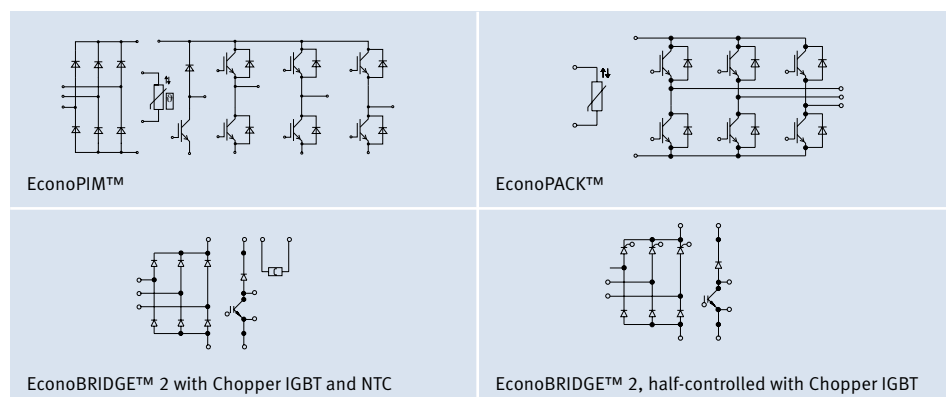 EconoPIM™
EconoPACK™
EconoBRIDGE™ 2 with Chopper IGBT and NTC
EconoBRIDGE™ 2, half-controlled with Chopper IGBT